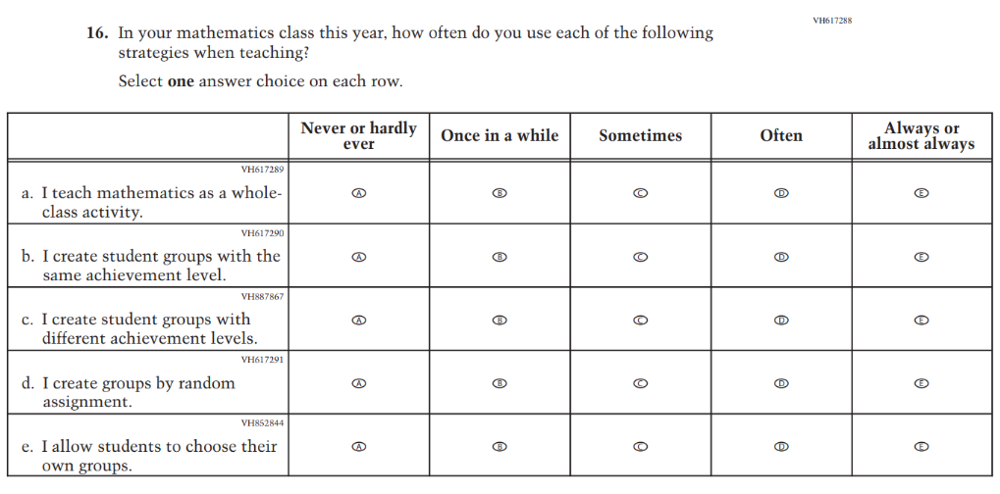 VH617288
16. In your mathematics class this year, how often do you use each of the following
strategies when teaching?
Select one answer choice on each row.
Never or hardly
ever
Once in a while
Sometimes
Often
Always or
almost always
VH617289
a. I teach mathematics as a whole-
class activity.
A B C D E
VH617290
b. I create student groups with the
same achievement level.
A B C D E
VH887867
c. I create student groups with
different achievement levels.
A B C D E
VH617291
d. I create groups by random
assignment.
A B C D E
VH852844
e. I allow students to choose their
own groups.
A B C D E